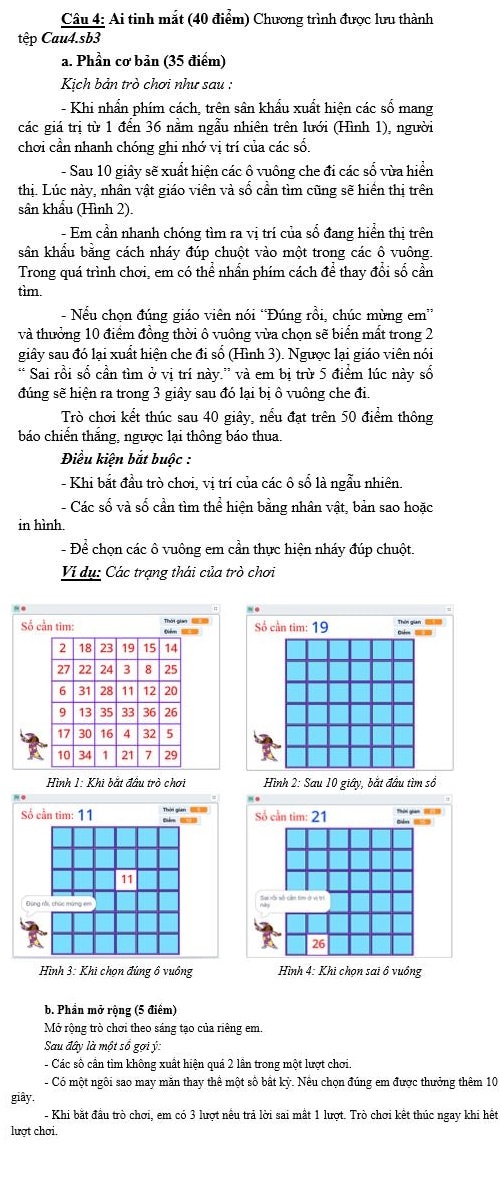 Câu 4: Ai tinh mắt (40 điểm) Chương trình được lưu thành
tệp Cau4.sb3
a. Phần cơ bản (35 điểm)
Kịch bản trò chơi như sau :
- Khi nhấn phím cách, trên sân khấu xuất hiện các số mang
các giá trị từ 1 đến 36 nằm ngẫu nhiên trên lưới (Hình 1), người
chơi cần nhanh chóng ghi nhớ vị trí của các số.
- Sau 10 giây sẽ xuất hiện các ô vuông che đi các số vừa hiển
thị. Lúc này, nhân vật giáo viên và số cần tìm cũng sẽ hiển thị trên
sân khấu (Hình 2).
- Em cần nhanh chóng tìm ra vị trí của số đang hiển thị trên
sân khấu bằng cách nháy đúp chuột vào một trong các ô vuông.
Trong quá trình chơi, em có thể nhấn phím cách để thay đổi số cần
tìm.
- Nếu chọn đúng giáo viên nói “Đúng rồi, chúc mừng em”
và thưởng 10 điểm đồng thời ô vuông vừa chọn sẽ biến mất trong 2
giây sau đó lại xuất hiện che đi số (Hình 3). Ngược lại giáo viên nói
“ Sai rồi số cần tìm ở vị trí này.” và em bị trừ 5 điểm lúc này số
đúng sẽ hiện ra trong 3 giây sau đó lại bị ô vuông che đi.
Trò chơi kết thúc sau 40 giây, nếu đạt trên 50 điểm thông
báo chiến thắng, ngược lại thông báo thua.
Điều kiện bắt buộc :
- Khi bắt đầu trò chơi, vị trí của các ô số là ngẫu nhiên.
- Các số và số cần tìm thể hiện bằng nhân vật, bản sao hoặc
in hình.
- Để chọn các ô vuông em cần thực hiện nháy đúp chuột.
Ví dụ: Các trạng thái của trò chơi
Số cần tìm:
Thời gian
Điểm
2 18 23 19 15 14
27 22 24 3 8 25
6 31 28 11 12 20
9 13 35 33 36 26
17 30 16 4 32 5
10 34 1 21 7 29
Hình 1: Khi bắt đầu trò chơi
Số cần tìm: 19
Thời gian
Điểm
Hình 2: Sau 10 giây, bắt đầu tìm số
Số cần tìm: 11
Thời gian
Điểm
11
Đúng rồi, chúc mừng em
Hình 3: Khi chọn đúng ô vuông
Số cần tìm: 21
Thời gian
Điểm
Sai rồi số cần tìm ở vị trí
này
26
Hình 4: Khi chọn sai ô vuông
b. Phần mở rộng (5 điểm)
Mở rộng trò chơi theo sáng tạo của riêng em.
Sau đây là một số gợi ý:
- Các số cần tìm không xuất hiện quá 2 lần trong một lượt chơi.
- Có một ngôi sao may mắn thay thế một số bất kỳ. Nếu chọn đúng em được thưởng thêm 10
giây.
- Khi bắt đầu trò chơi, em có 3 lượt nếu trả lời sai mất 1 lượt. Trò chơi kết thúc ngay khi hết
lượt chơi.